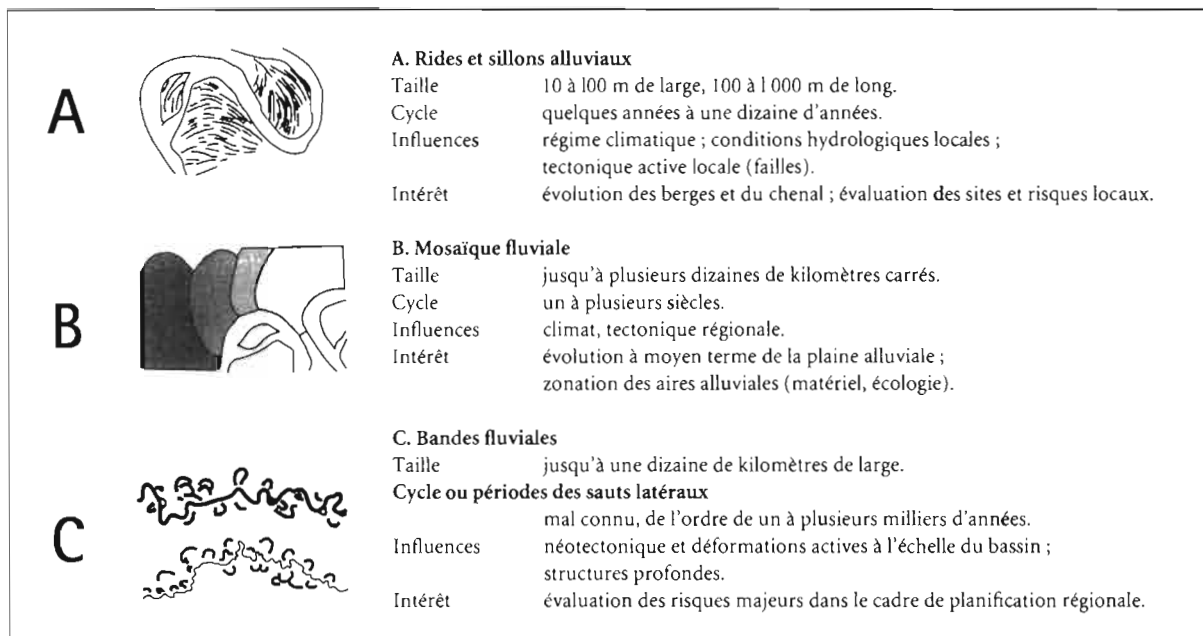 A
A. Rides et sillons alluviaux
Taille 10 à 100 m de large, 100 à 1 000 m de long.
Cycle quelques années à une dizaine d'années.
Influences régime climatique ; conditions hydrologiques locales ;
tectonique active locale (failles).
Intérêt évolution des berges et du chenal ; évaluation des sites et risques locaux.
B
B. Mosaïque fluviale
Taille jusqu'à plusieurs dizaines de kilomètres carrés.
Cycle un à plusieurs siècles.
Influences climat, tectonique régionale.
Intérêt évolution à moyen terme de la plaine alluviale ;
zonation des aires alluviales (matériel, écologie).
C
C. Bandes fluviales
Taille jusqu'à une dizaine de kilomètres de large.
Cycle ou périodes des sauts latéraux
mal connu, de l'ordre de un à plusieurs milliers d'années.
Influences néotectonique et déformations actives à l'échelle du bassin ;
structures profondes.
Intérêt évaluation des risques majeurs dans le cadre de planification régionale.